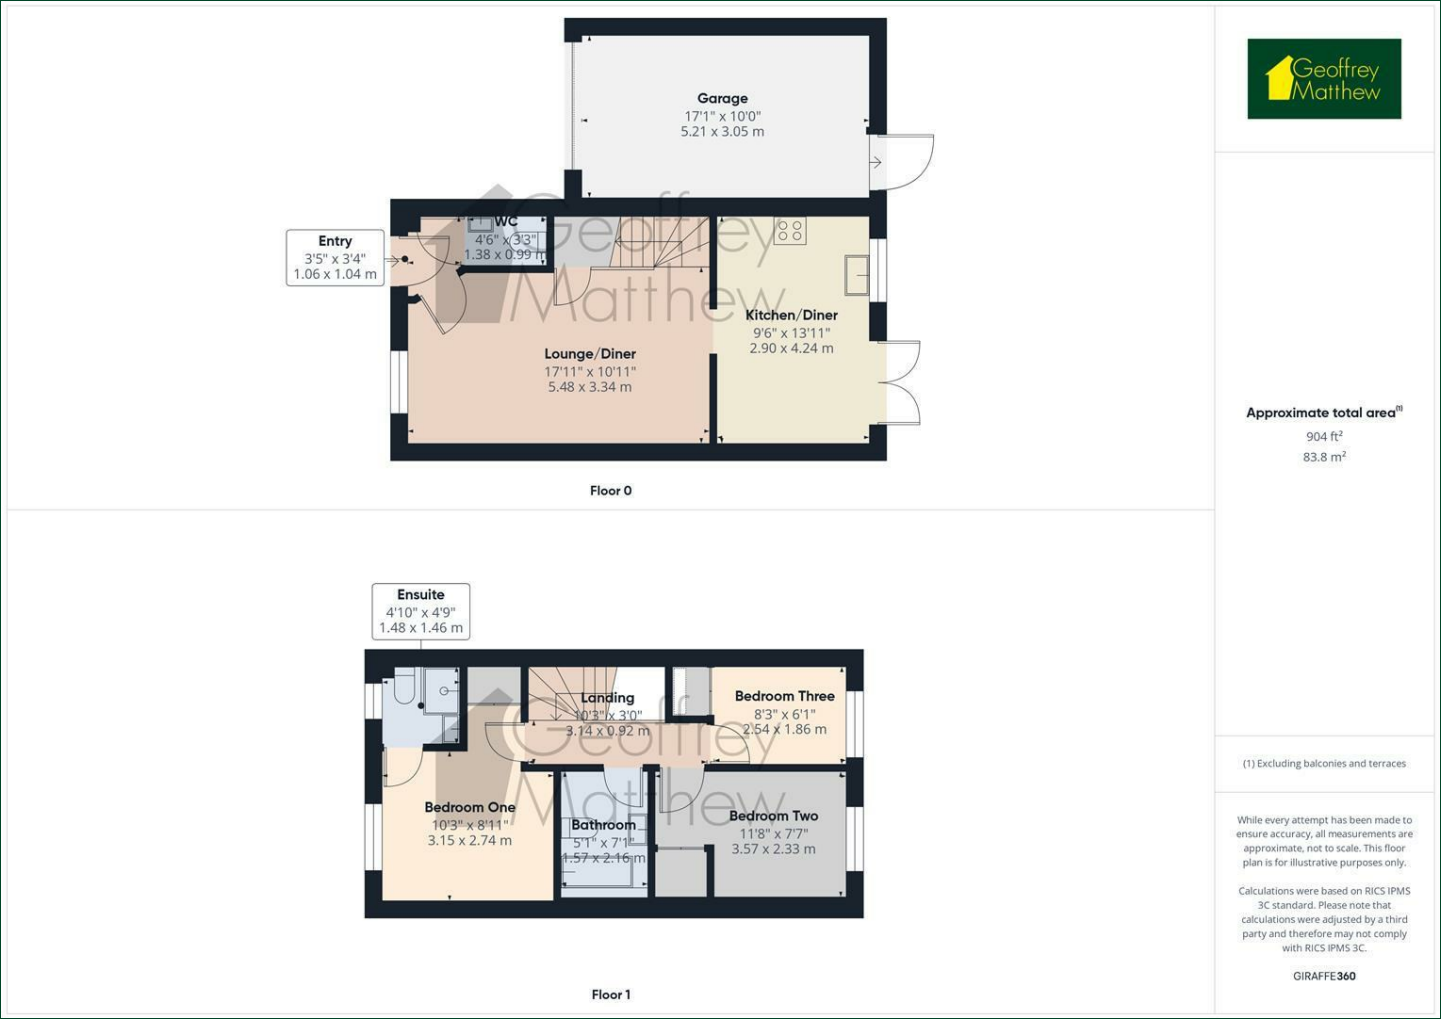 Garage
17'1" x 10'0"
5.21 x 3.05 m
Geoffrey
Matthew
WC
4'6" x 3'3"
1.38 x 0.99 m
Entry
3'5" x 3'4"
1.06 x 1.04 m
Kitchen/Diner
9'6" x 13'11"
2.90 x 4.24 m
Lounge/Diner
17'11" x 10'11"
5.48 x 3.34 m
Floor 0
Ensuite
4'10" x 4'9"
1.48 x 1.46 m
Landing
10'3" x 3'0"
3.14 x 0.92 m
Bedroom Three
8'3" x 6'1"
2.54 x 1.86 m
Geoffrey
Matthew
Bedroom One
10'3" x 8'11"
3.15 x 2.74 m
Bathroom
5'1" x 7'1"
1.57 x 2.16 m
Bedroom Two
11'8" x 7'7"
3.57 x 2.33 m
Floor 1
Geoffrey
Matthew
Approximate total area(1)
904 ft²
83.8 m²
(1) Excluding balconies and terraces
While every attempt has been made to
ensure accuracy, all measurements are
approximate, not to scale. This floor
plan is for illustrative purposes only.
Calculations were based on RICS IPMS
3C standard. Please note that
calculations were adjusted by a third
party and therefore may not comply
with RICS IPMS 3C.
GIRAFFE360